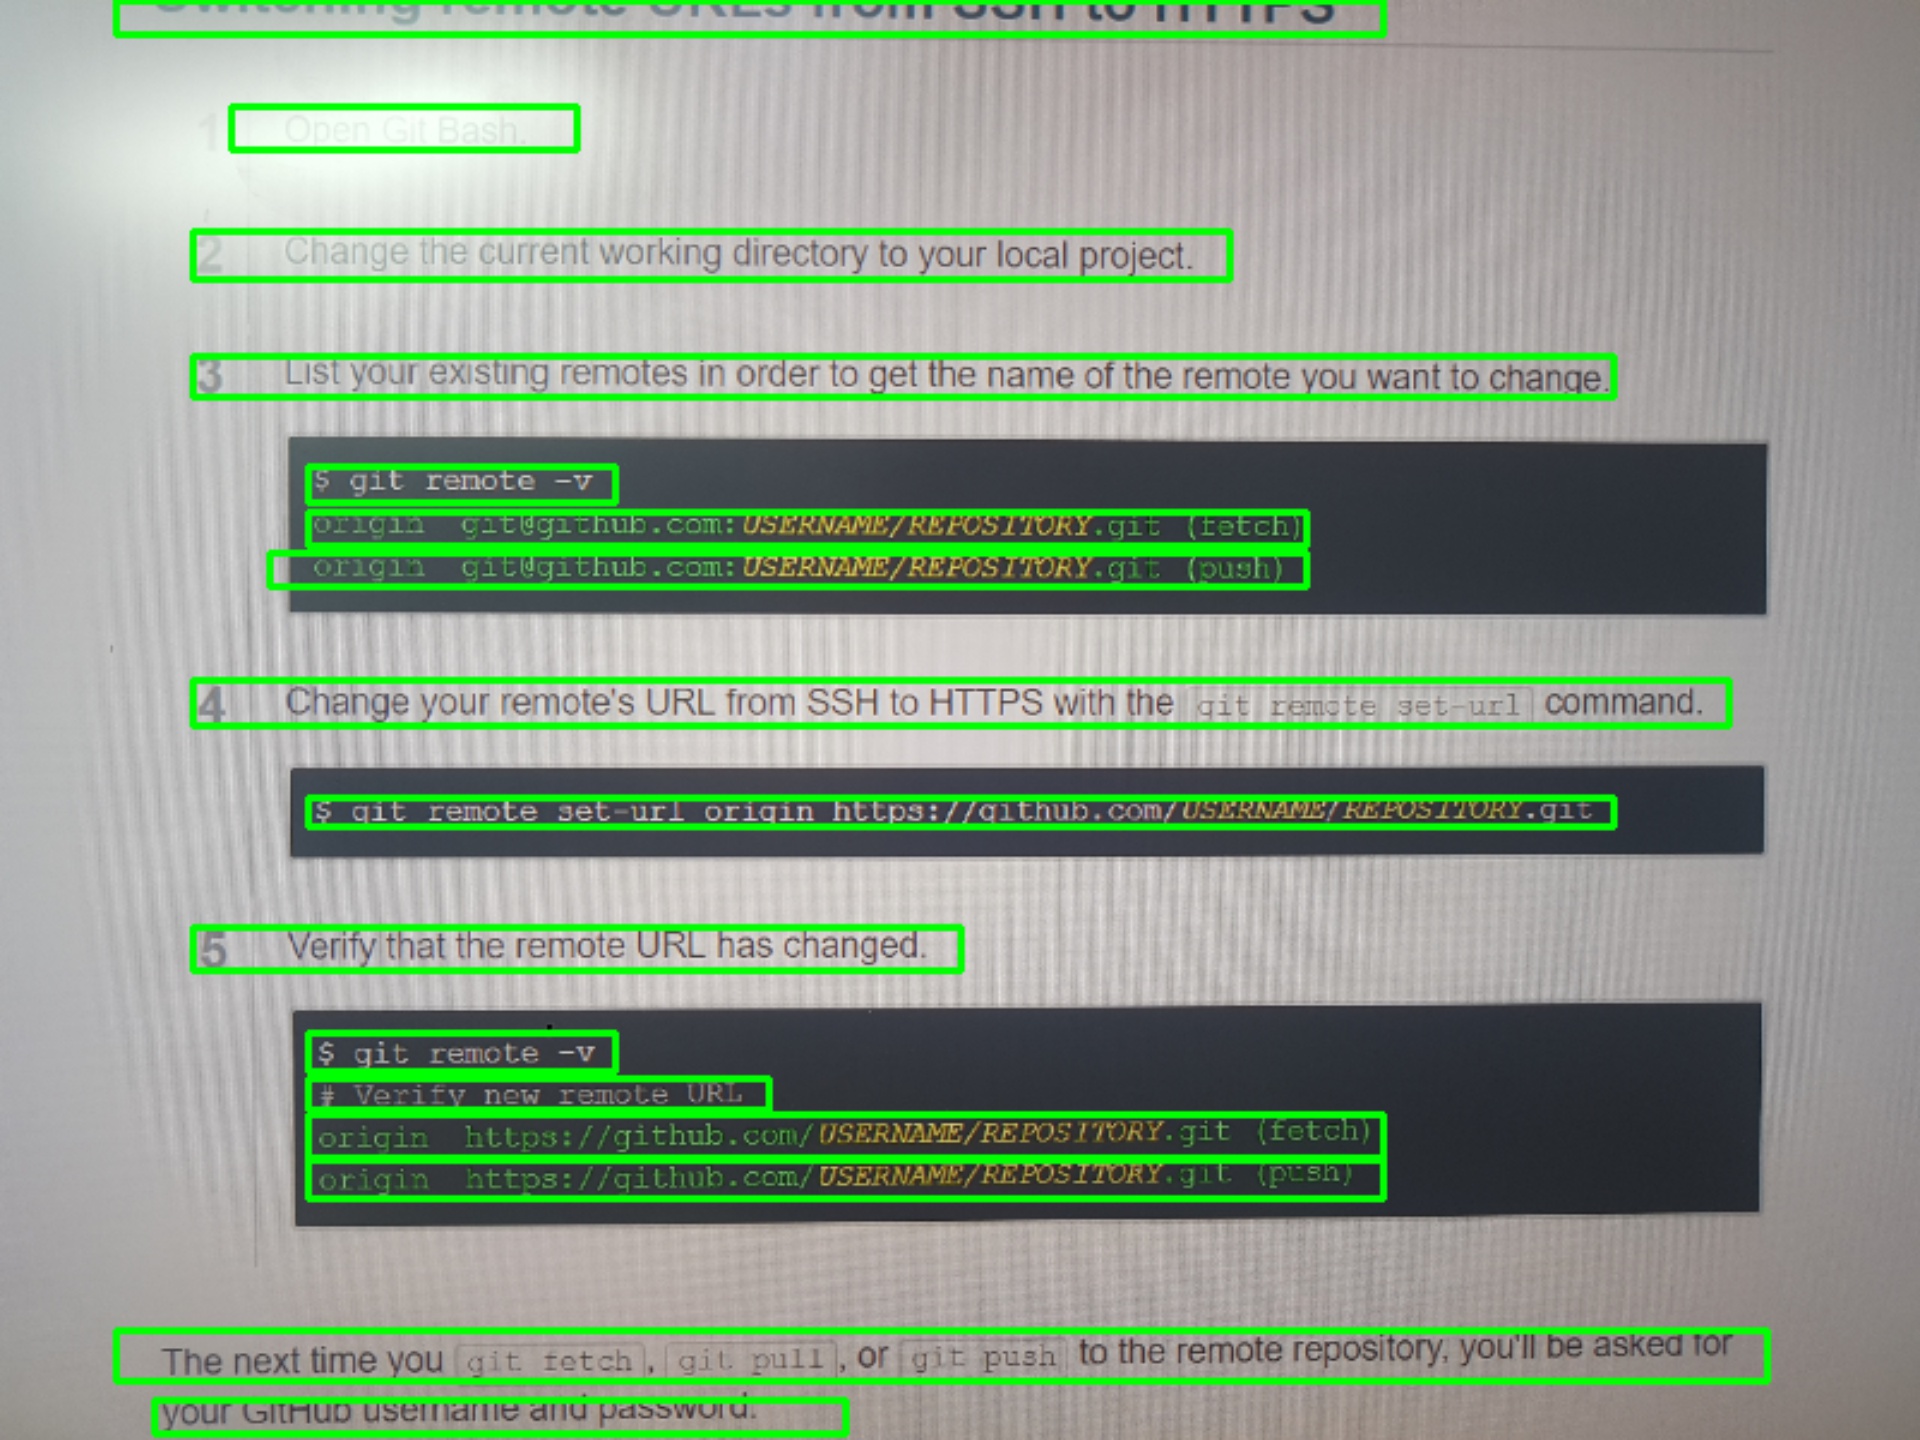 Switching remote URLs from SSH to HTTPS
1 Open Git Bash.
2 Change the current working directory to your local project.
3 List your existing remotes in order to get the name of the remote you want to change.
$ git remote -v
origin  git@github.com:USERNAME/REPOSITORY.git (fetch)
origin  git@github.com:USERNAME/REPOSITORY.git (push)
4 Change your remote's URL from SSH to HTTPS with the git remote set-url command.
$ git remote set-url origin https://github.com/USERNAME/REPOSITORY.git
5 Verify that the remote URL has changed.
$ git remote -v
# Verify new remote URL
origin  https://github.com/USERNAME/REPOSITORY.git (fetch)
origin  https://github.com/USERNAME/REPOSITORY.git (push)
The next time you git fetch, git pull, or git push to the remote repository, you'll be asked for
your GitHub username and password.